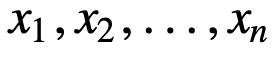 x₁, x₂, . . . , xₙ